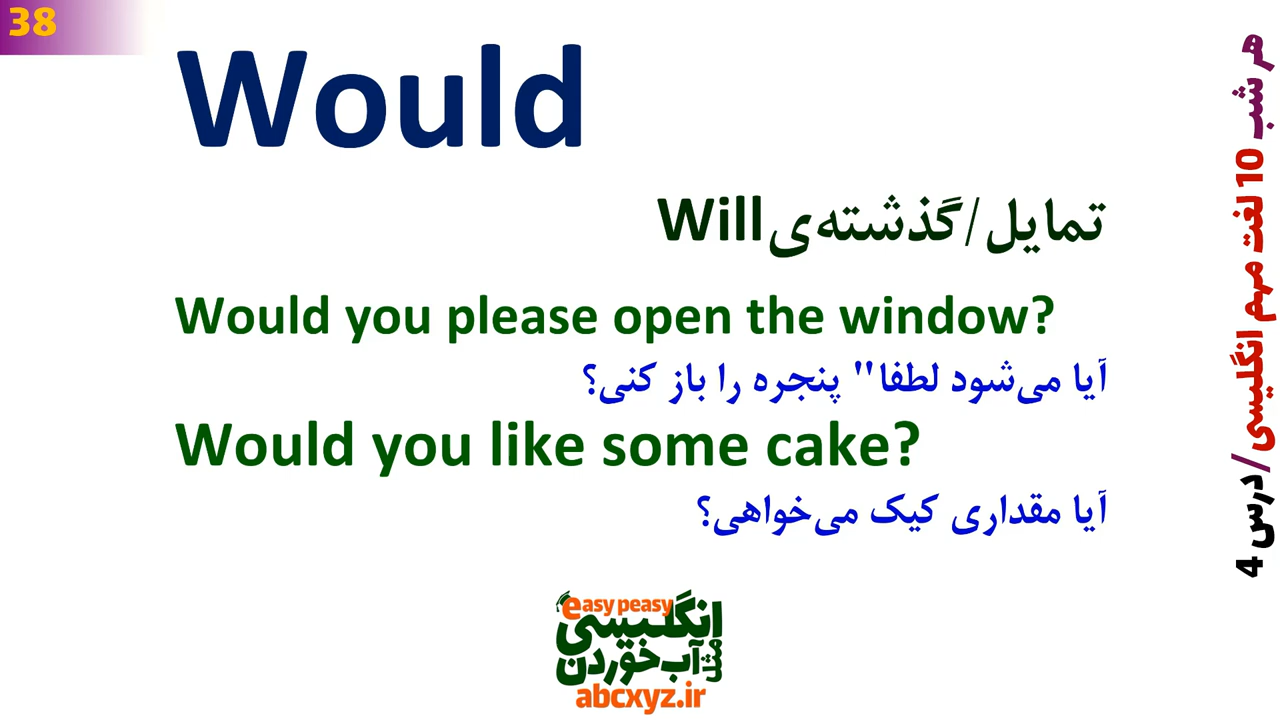 38
Would
تمایل/گذشته‌ی Will
Would you please open the window?
آیا می‌شود لطفا" پنجره را باز کنی؟
Would you like some cake?
آیا مقداری کیک می‌خواهی؟
هر شب 10 لغت مهم انگلیسی/درس 4
easy peasy
انگلیسی
مثل آب خوردن
abcxyz.ir